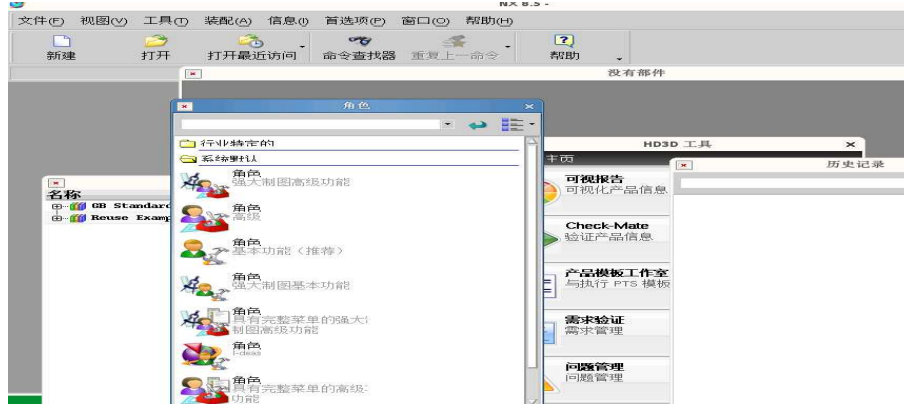 NX 8.5 -
文件(F) 视图(V) 工具(T) 装配(A) 信息(I) 首选项(P) 窗口(O) 帮助(H)
新建 打开 打开最近访问 命令查找器 重复上一命令 帮助
没有部件
角色
行业特定的
系统默认
角色
强大制图高级功能
角色
高级
角色
基本功能（推荐）
角色
强大制图基本功能
角色
具有完整菜单的强大
制图高级功能
角色
I-deas
角色
具有完整菜单的高级
功能
名称
GB Standard
Reuse Examp
HD3D 工具
主页
可视报告
可视化产品信息
Check-Mate
验证产品信息
产品模板工作室
与执行 PTS 模板
需求验证
需求管理
问题管理
问题管理
历史记录